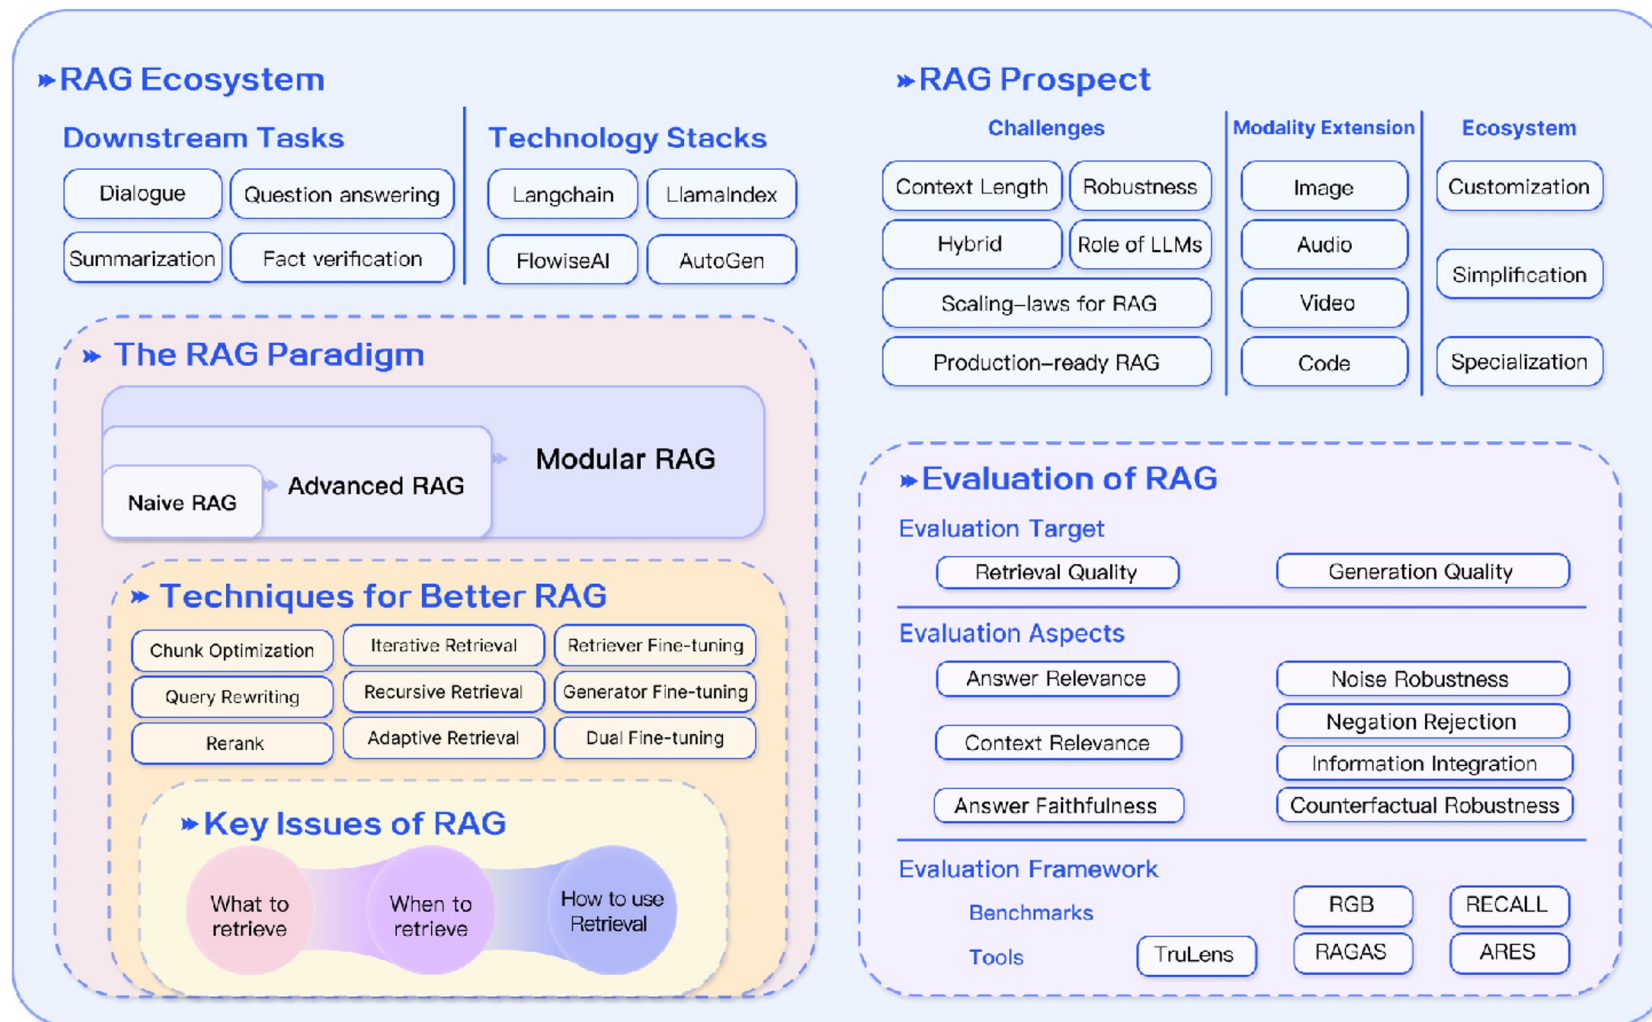 RAG Ecosystem
Downstream Tasks
Dialogue
Question answering
Summarization
Fact verification
Technology Stacks
Langchain
LlamaIndex
FlowiseAI
AutoGen
The RAG Paradigm
Naive RAG
Advanced RAG
Modular RAG
Techniques for Better RAG
Chunk Optimization
Iterative Retrieval
Retriever Fine-tuning
Query Rewriting
Recursive Retrieval
Generator Fine-tuning
Rerank
Adaptive Retrieval
Dual Fine-tuning
Key Issues of RAG
What to
retrieve
When to
retrieve
How to use
Retrieval
RAG Prospect
Challenges
Context Length
Robustness
Hybrid
Role of LLMs
Scaling-laws for RAG
Production-ready RAG
Modality Extension
Image
Audio
Video
Code
Ecosystem
Customization
Simplification
Specialization
Evaluation of RAG
Evaluation Target
Retrieval Quality
Generation Quality
Evaluation Aspects
Answer Relevance
Context Relevance
Answer Faithfulness
Noise Robustness
Negation Rejection
Information Integration
Counterfactual Robustness
Evaluation Framework
Benchmarks
RGB
RECALL
Tools
TruLens
RAGAS
ARES